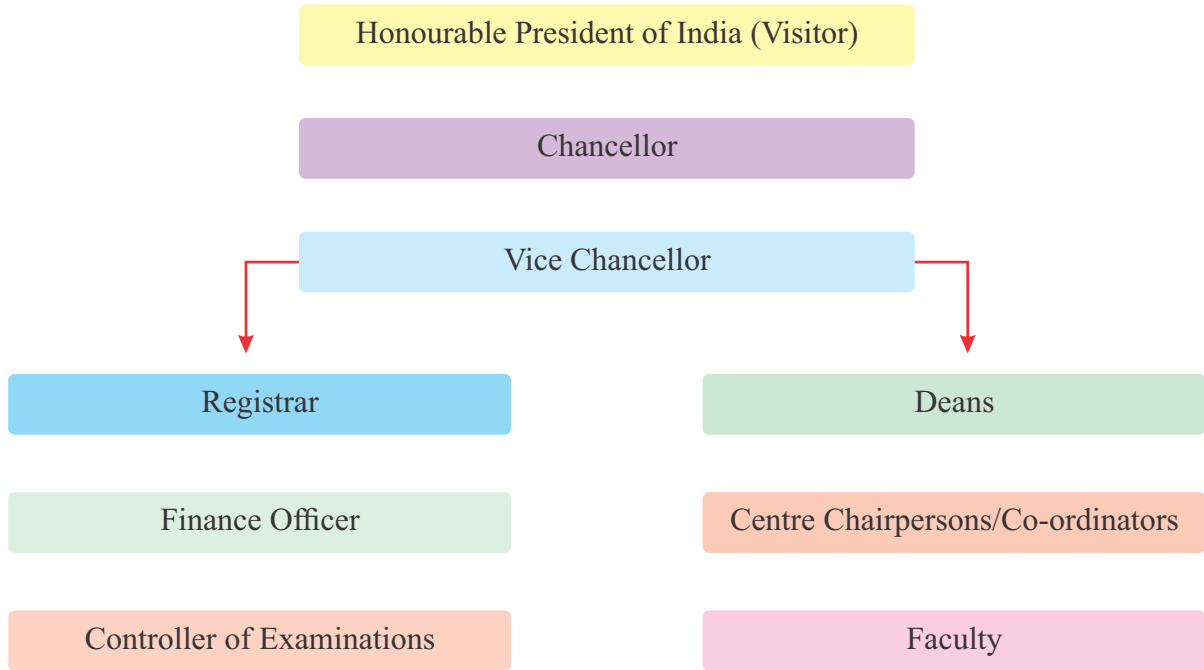 Honourable President of India (Visitor)
Chancellor
Vice Chancellor
Registrar
Deans
Finance Officer
Centre Chairpersons/Co-ordinators
Controller of Examinations
Faculty